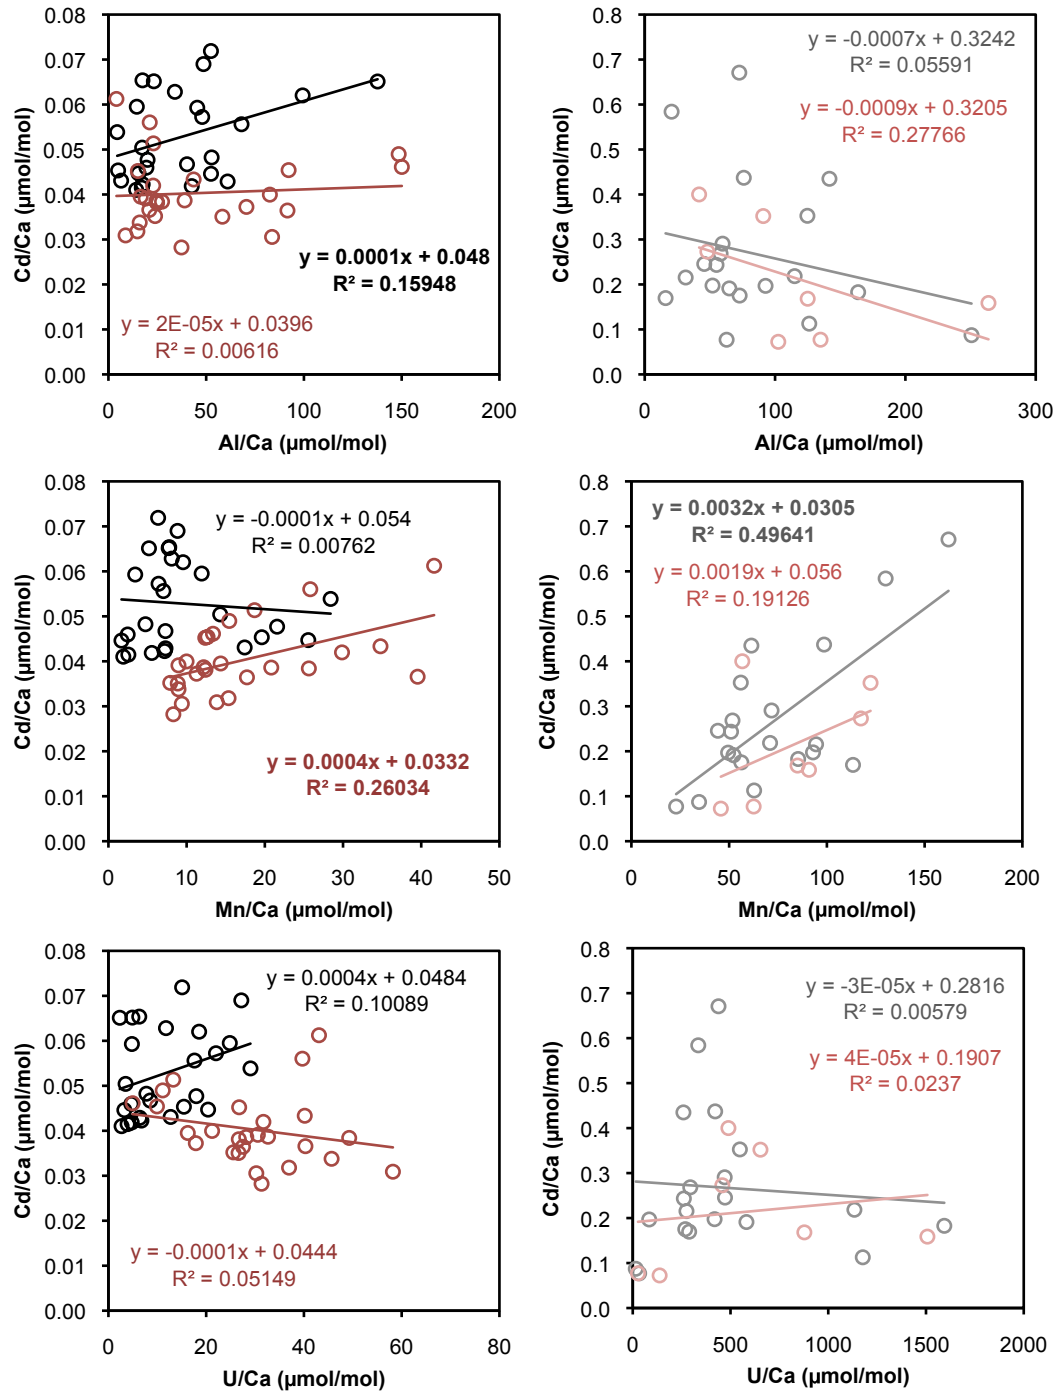 0.08
0.07
0.06
0.05
0.04
0.03
0.02
0.01
0.00
Cd/Ca (µmol/mol)
y = 0.0001x + 0.048
R² = 0.15948
y = 2E-05x + 0.0396
R² = 0.00616
0 50 100 150 200
Al/Ca (µmol/mol)
0.8
0.7
0.6
0.5
0.4
0.3
0.2
0.1
0.0
Cd/Ca (µmol/mol)
y = -0.0007x + 0.3242
R² = 0.05591
y = -0.0009x + 0.3205
R² = 0.27766
0 100 200 300
Al/Ca (µmol/mol)
0.08
0.07
0.06
0.05
0.04
0.03
0.02
0.01
0.00
Cd/Ca (µmol/mol)
y = -0.0001x + 0.054
R² = 0.00762
y = 0.0004x + 0.0332
R² = 0.26034
0 10 20 30 40 50
Mn/Ca (µmol/mol)
0.8
0.7
0.6
0.5
0.4
0.3
0.2
0.1
0.0
Cd/Ca (µmol/mol)
y = 0.0032x + 0.0305
R² = 0.49641
y = 0.0019x + 0.056
R² = 0.19126
0 50 100 150 200
Mn/Ca (µmol/mol)
0.08
0.07
0.06
0.05
0.04
0.03
0.02
0.01
0.00
Cd/Ca (µmol/mol)
y = 0.0004x + 0.0484
R² = 0.10089
y = -0.0001x + 0.0444
R² = 0.05149
0 20 40 60 80
U/Ca (µmol/mol)
0.8
0.7
0.6
0.5
0.4
0.3
0.2
0.1
0.0
Cd/Ca (µmol/mol)
y = -3E-05x + 0.2816
R² = 0.00579
y = 4E-05x + 0.1907
R² = 0.0237
0 500 1000 1500 2000
U/Ca (µmol/mol)